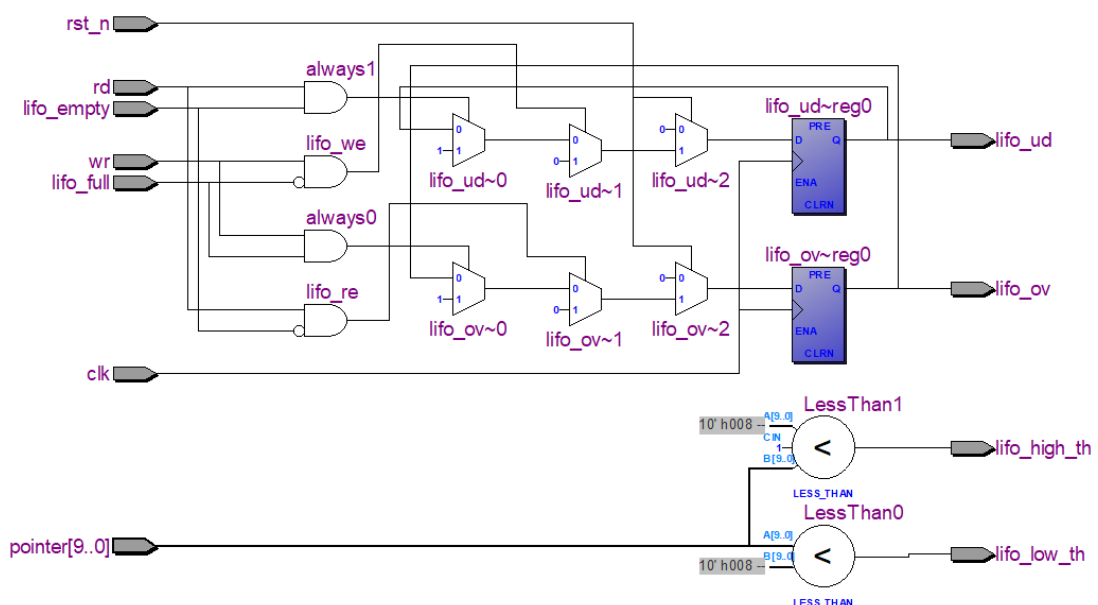 rst_n
rd
always1
lifo_empty
lifo_ud~reg0
PRE
D Q
ENA
CLRN
lifo_ud
0
1 1
lifo_ud~0
0
0 1
lifo_ud~1
0 0
1
lifo_ud~2
wr
lifo_we
lifo_full
always0
lifo_re
lifo_ov~reg0
PRE
D Q
ENA
CLRN
lifo_ov
0
1 1
lifo_ov~0
0
0 1
lifo_ov~1
0 0
1
lifo_ov~2
clk
LessThan1
A[9..0]
10' h008 --
CIN
1
B[9..0]
<
LESS_THAN
lifo_high_th
LessThan0
pointer[9..0]
A[9..0]
B[9..0]
10' h008 --
<
LESS_THAN
lifo_low_th